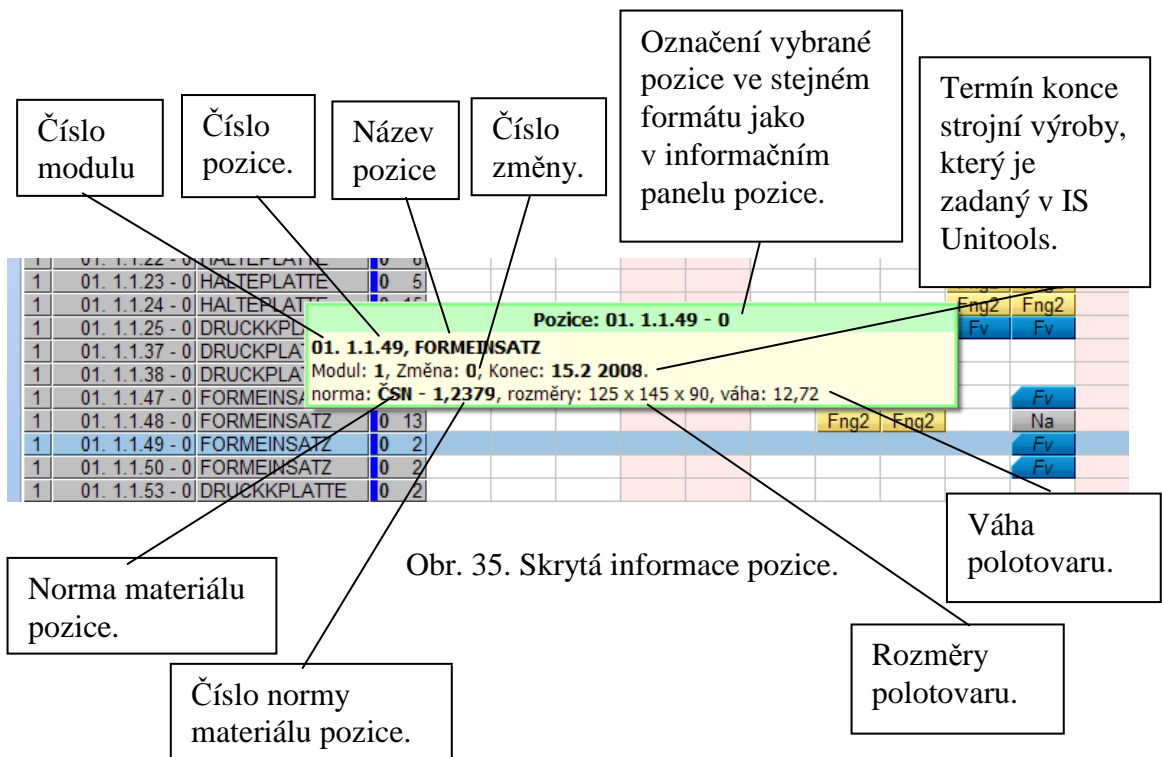 Označení vybrané
pozice ve stejném
formátu jako
v informačním
panelu pozice.
Termín konce
strojní výroby,
který je
zadaný v IS
Unitools.
Číslo
modulu
Číslo
pozice.
Název
pozice
Číslo
změny.
1 01. 1.1.22 - 0 HALTEPLATTE 0 6
1 01. 1.1.23 - 0 HALTEPLATTE 0 5
1 01. 1.1.24 - 0 HALTEPLATTE 0 15 Fng2 Fng2
1 01. 1.1.25 - 0 DRUCKKPL Fv Fv
1 01. 1.1.37 - 0 DRUCKPLA
1 01. 1.1.38 - 0 DRUCKPLA
1 01. 1.1.47 - 0 FORMEINSA Fv
1 01. 1.1.48 - 0 FORMEINSATZ 0 13 Fng2 Fng2 Na
1 01. 1.1.49 - 0 FORMEINSATZ 0 2 Fv
1 01. 1.1.50 - 0 FORMEINSATZ 0 2 Fv
1 01. 1.1.53 - 0 DRUCKKPLATTE 0 2
Pozice: 01. 1.1.49 - 0
01. 1.1.49, FORMEINSATZ
Modul: 1, Změna: 0, Konec: 15.2 2008.
norma: ČSN - 1,2379, rozměry: 125 x 145 x 90, váha: 12,72
Váha
polotovaru.
Obr. 35. Skrytá informace pozice.
Norma materiálu
pozice.
Rozměry
polotovaru.
Číslo normy
materiálu pozice.